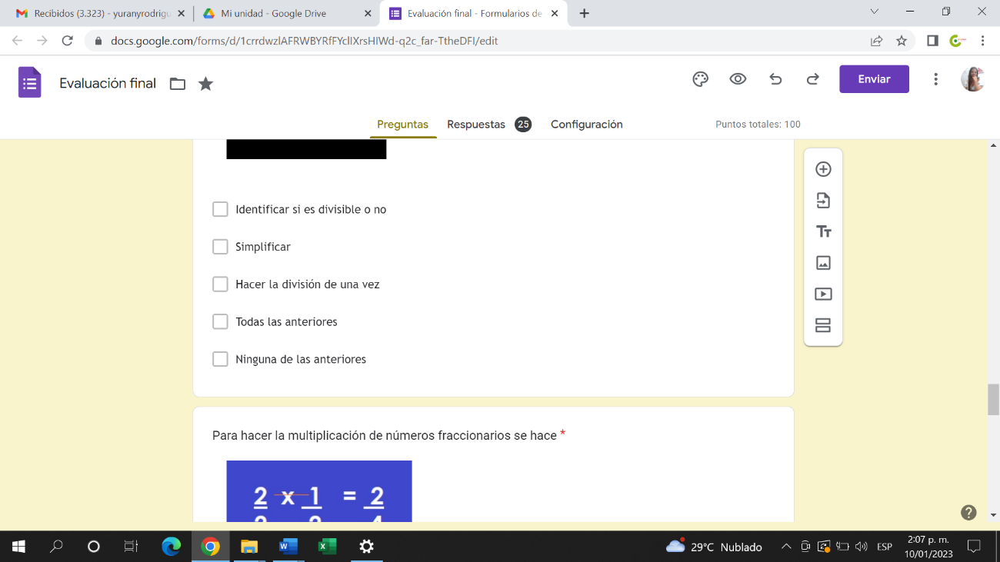 Recibidos (3.323) - yuranyrodrigu
Mi unidad - Google Drive
Evaluación final - Formularios de
docs.google.com/forms/d/1crrdwzlAFRWBYRfFYclIXrsHIWd-q2c_far-TtheDFI/edit
Evaluación final
Enviar
Preguntas
Respuestas 25
Configuración
Puntos totales: 100
Identificar si es divisible o no
Simplificar
Hacer la división de una vez
Todas las anteriores
Ninguna de las anteriores
Para hacer la multiplicación de números fraccionarios se hace *
2 x 1 = 2
29°C Nublado
ESP
2:07 p. m.
10/01/2023